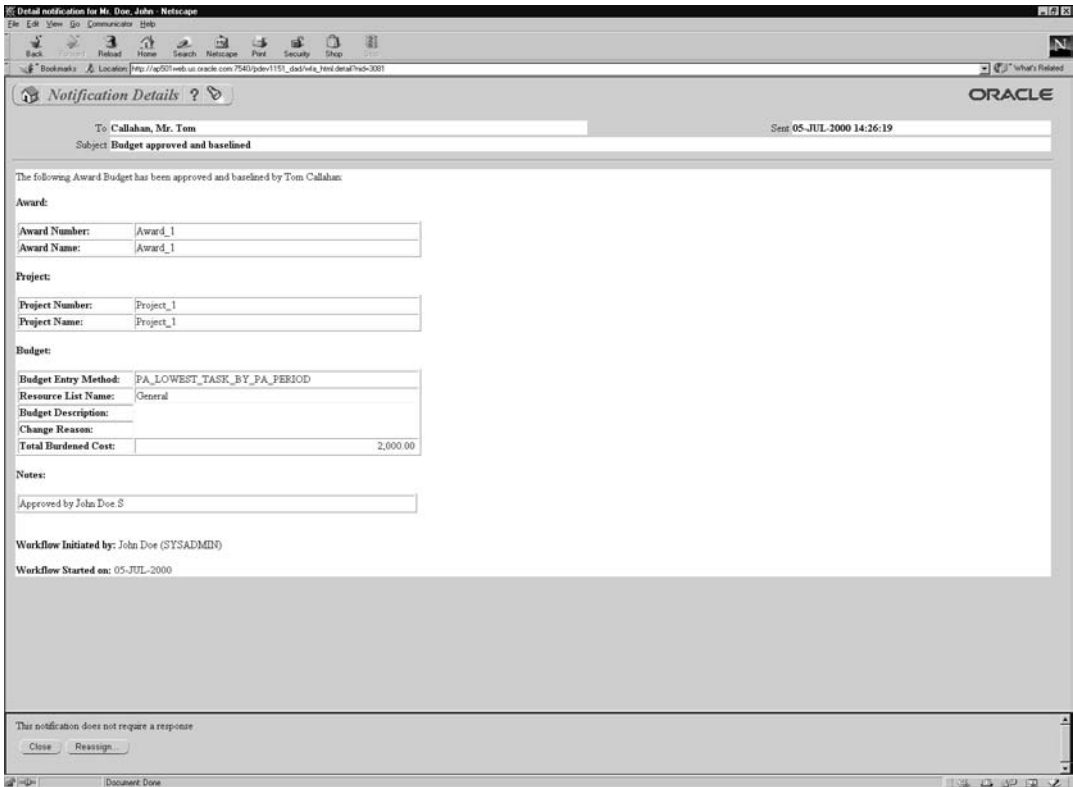 Detail notification for Mr. Doe, John - Netscape
File Edit View Go Communicator Help
Back Forward Reload Home Search Netscape Print Security Shop Stop
Bookmarks Location: http://ap501web.us.oracle.com:7540/pdev1151_dad/wfa_html.detail?nid=3081 What's Related
Notification Details ? ORACLE
To Callahan, Mr. Tom Sent 05-JUL-2000 14:26:19
Subject Budget approved and baselined
The following Award Budget has been approved and baselined by Tom Callahan:
Award:
Award Number: Award_1
Award Name: Award_1
Project:
Project Number: Project_1
Project Name: Project_1
Budget:
Budget Entry Method: PA_LOWEST_TASK_BY_PA_PERIOD
Resource List Name: General
Budget Description:
Change Reason:
Total Burdened Cost: 2,000.00
Notes:
Approved by John Doe.S
Workflow Initiated by: John Doe (SYSADMIN)
Workflow Started on: 05-JUL-2000
This notification does not require a response
Close Reassign...
Document: Done